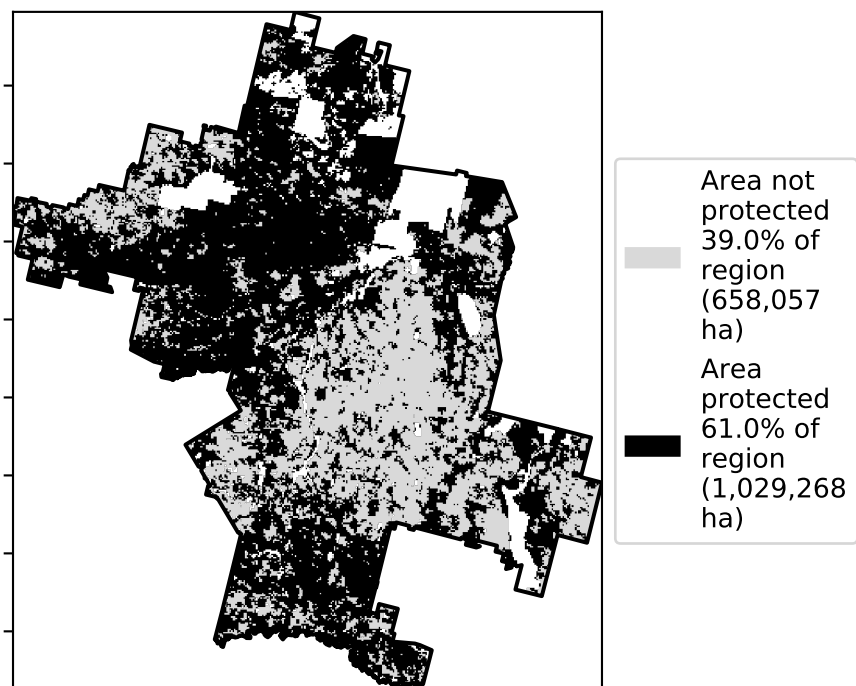 Area not
protected
39.0% of
region
(658,057
ha)
Area
protected
61.0% of
region
(1,029,268
ha)